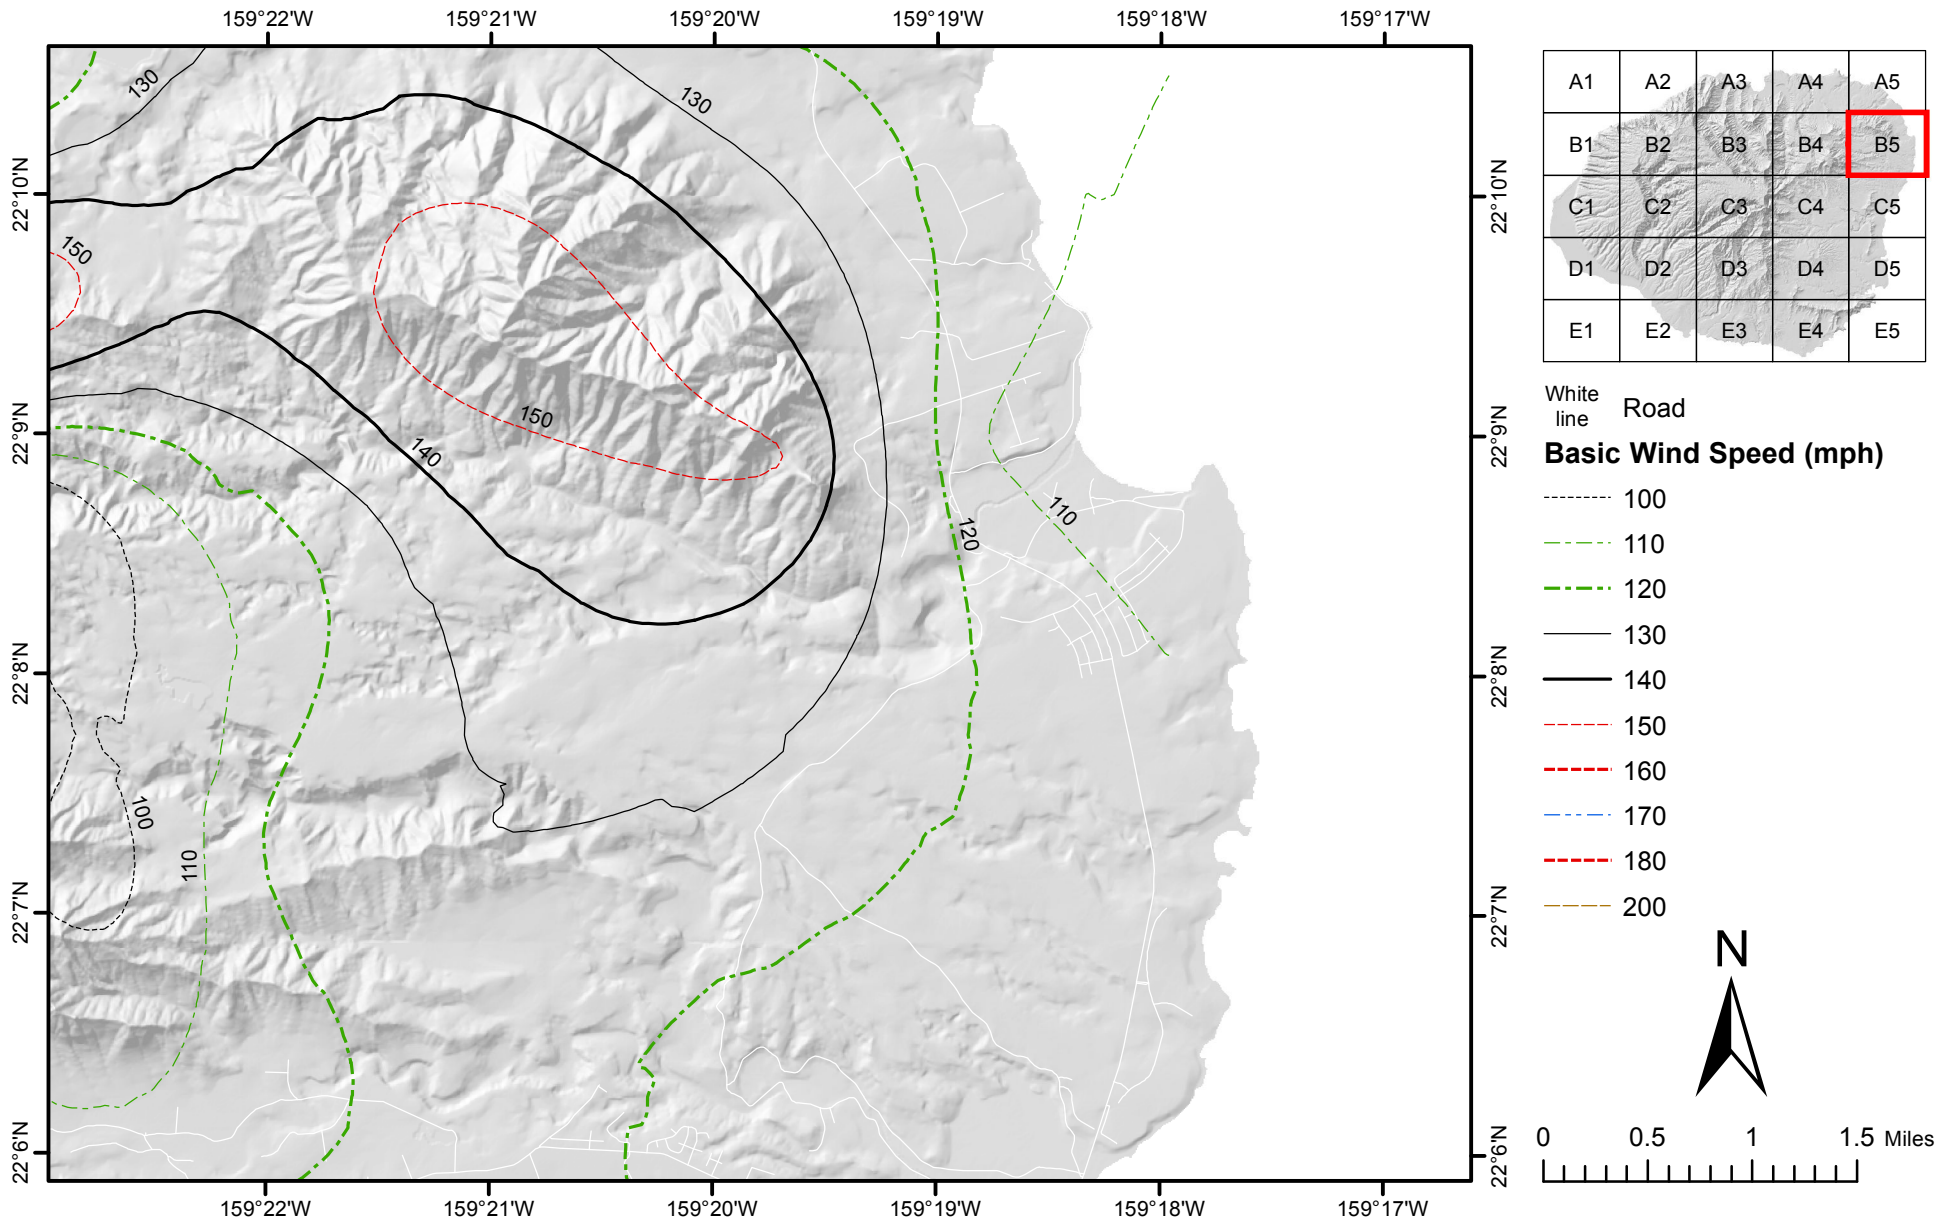 159°22'W 159°21'W 159°20'W 159°19'W 159°18'W 159°17'W
22°10'N
22°9'N
22°8'N
22°7'N
22°6'N
130
130
150
150
140
120
110
100
110
22°10'N
22°9'N
22°8'N
22°7'N
22°6'N
159°22'W 159°21'W 159°20'W 159°19'W 159°18'W 159°17'W
A1 A2 A3 A4 A5
B1 B2 B3 B4 B5
C1 C2 C3 C4 C5
D1 D2 D3 D4 D5
E1 E2 E3 E4 E5
White
line Road
Basic Wind Speed (mph)
100
110
120
130
140
150
160
170
180
200
N
0 0.5 1 1.5 Miles